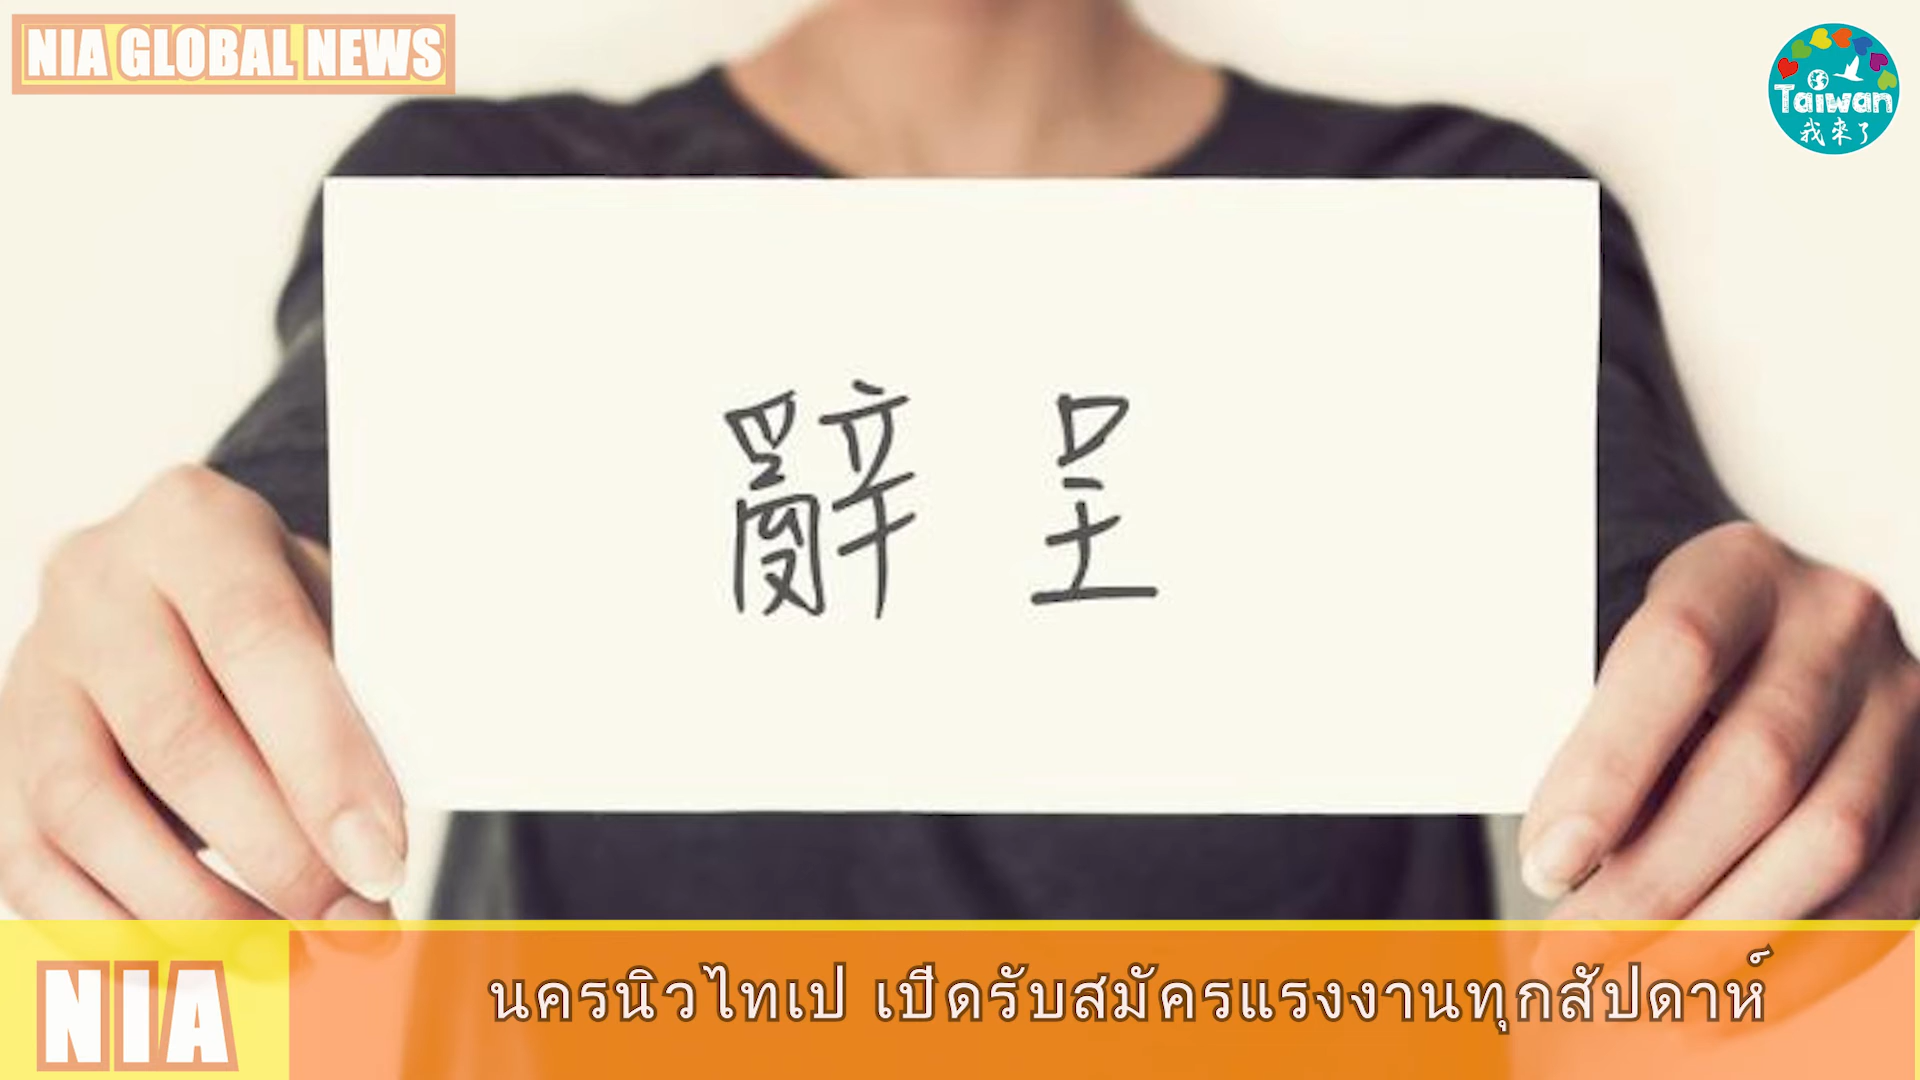 NIA GLOBAL NEWS
Taiwan
我來了
辭呈
NIA
นครนิวไทเป เปิดรับสมัครแรงงานทุกสัปดาห์